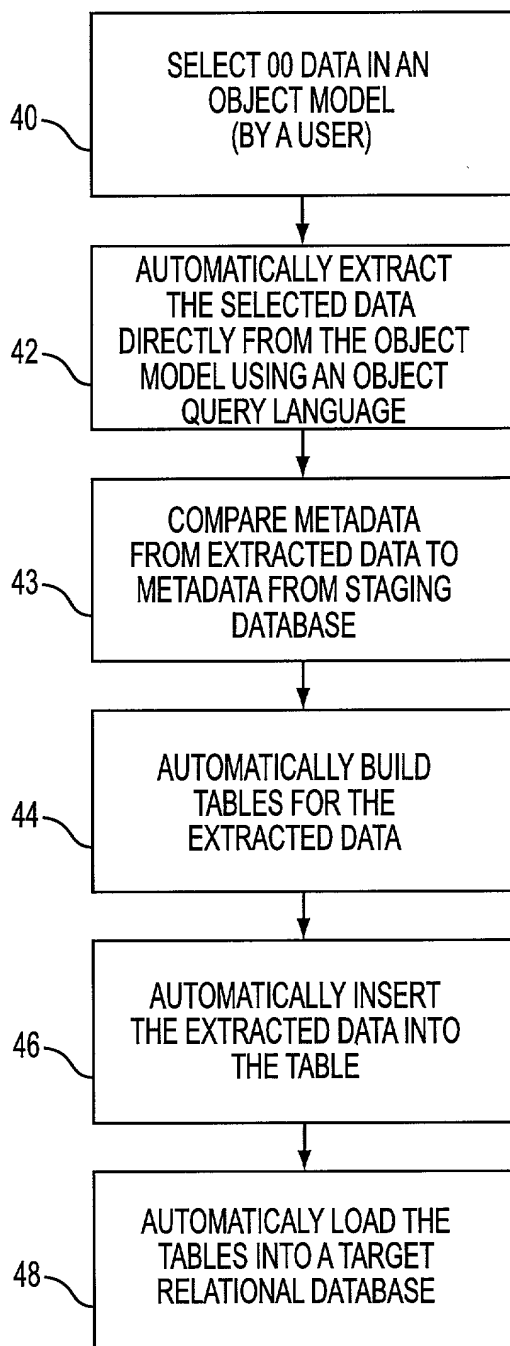 SELECT OO DATA IN AN
OBJECT MODEL
(BY A USER)
40
AUTOMATICALLY EXTRACT
THE SELECTED DATA
DIRECTLY FROM THE OBJECT
MODEL USING AN OBJECT
QUERY LANGUAGE
42
COMPARE METADATA
FROM EXTRACTED DATA TO
METADATA FROM STAGING
DATABASE
43
AUTOMATICALLY BUILD
TABLES FOR THE
EXTRACTED DATA
44
AUTOMATICALLY INSERT
THE EXTRACTED DATA INTO
THE TABLE
46
AUTOMATICALY LOAD THE
TABLES INTO A TARGET
RELATIONAL DATABASE
48